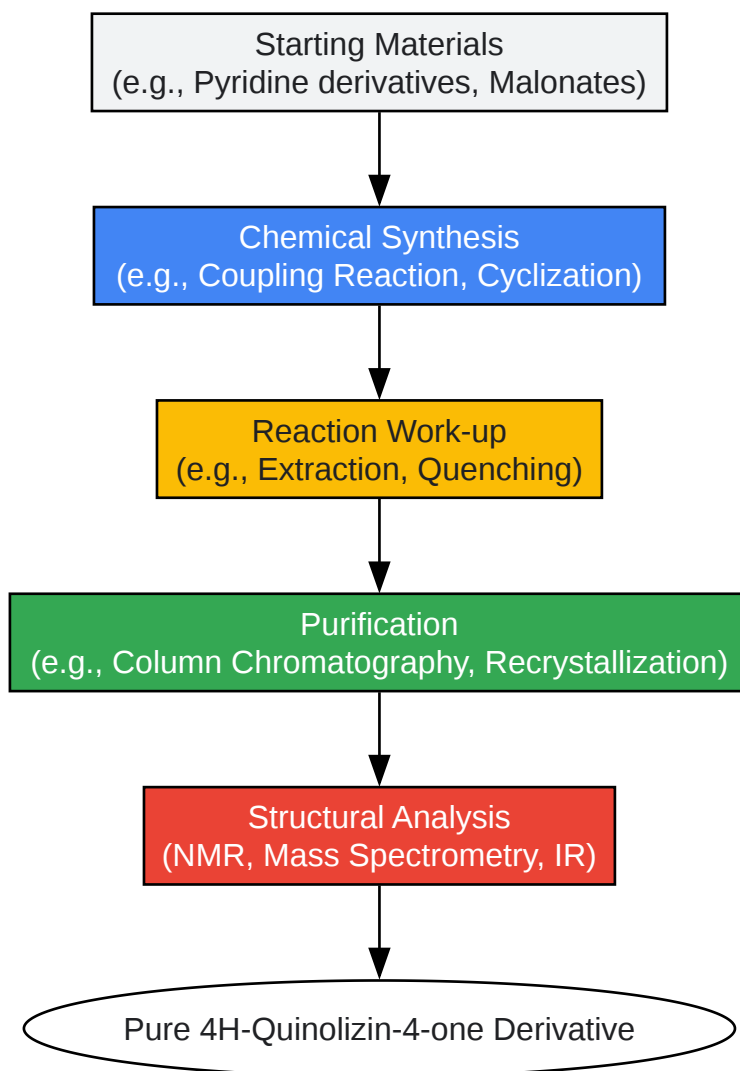 Starting Materials
(e.g., Pyridine derivatives, Malonates)
Chemical Synthesis
(e.g., Coupling Reaction, Cyclization)
Reaction Work-up
(e.g., Extraction, Quenching)
Purification
(e.g., Column Chromatography, Recrystallization)
Structural Analysis
(NMR, Mass Spectrometry, IR)
Pure 4H-Quinolizin-4-one Derivative